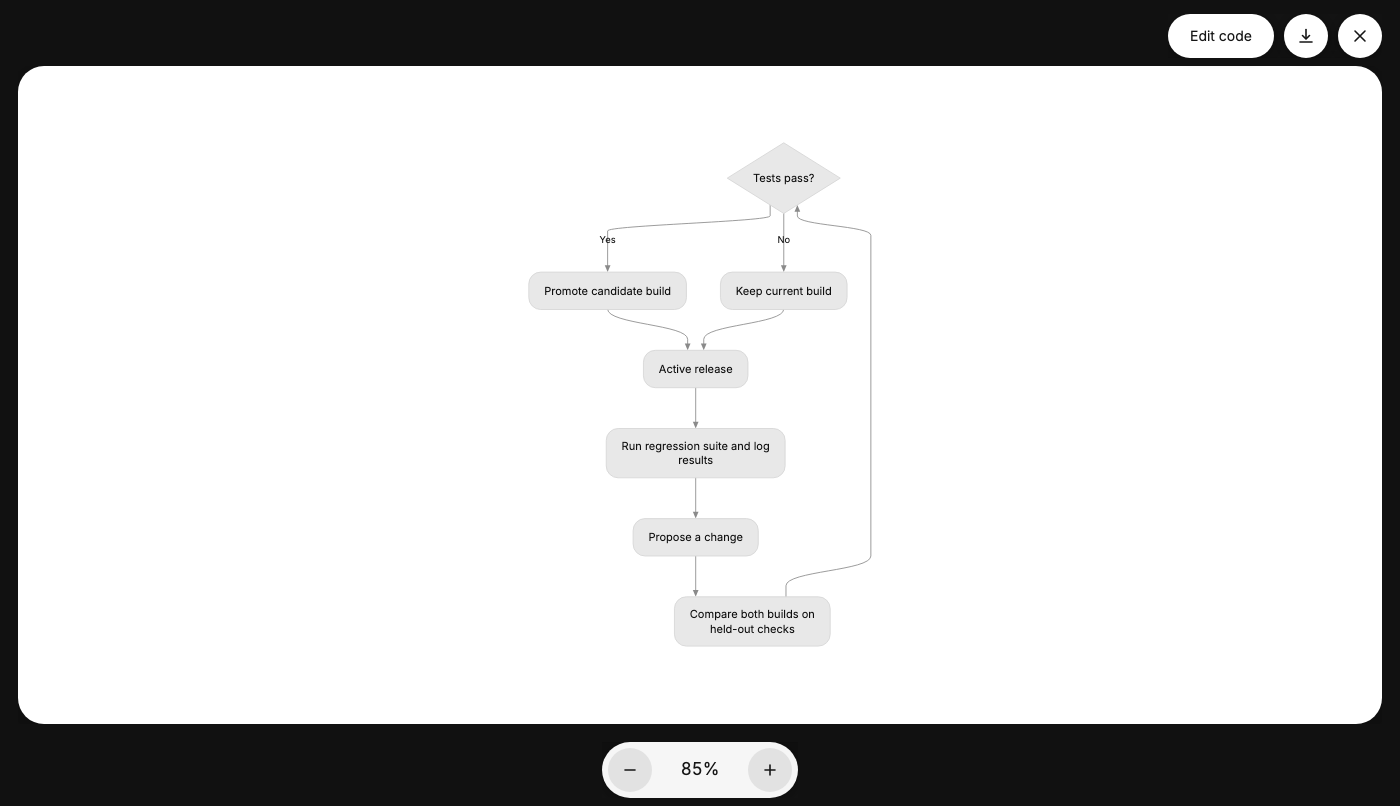 Edit code
Tests pass?
Yes
No
Promote candidate build
Keep current build
Active release
Run regression suite and log
results
Propose a change
Compare both builds on
held-out checks
85%